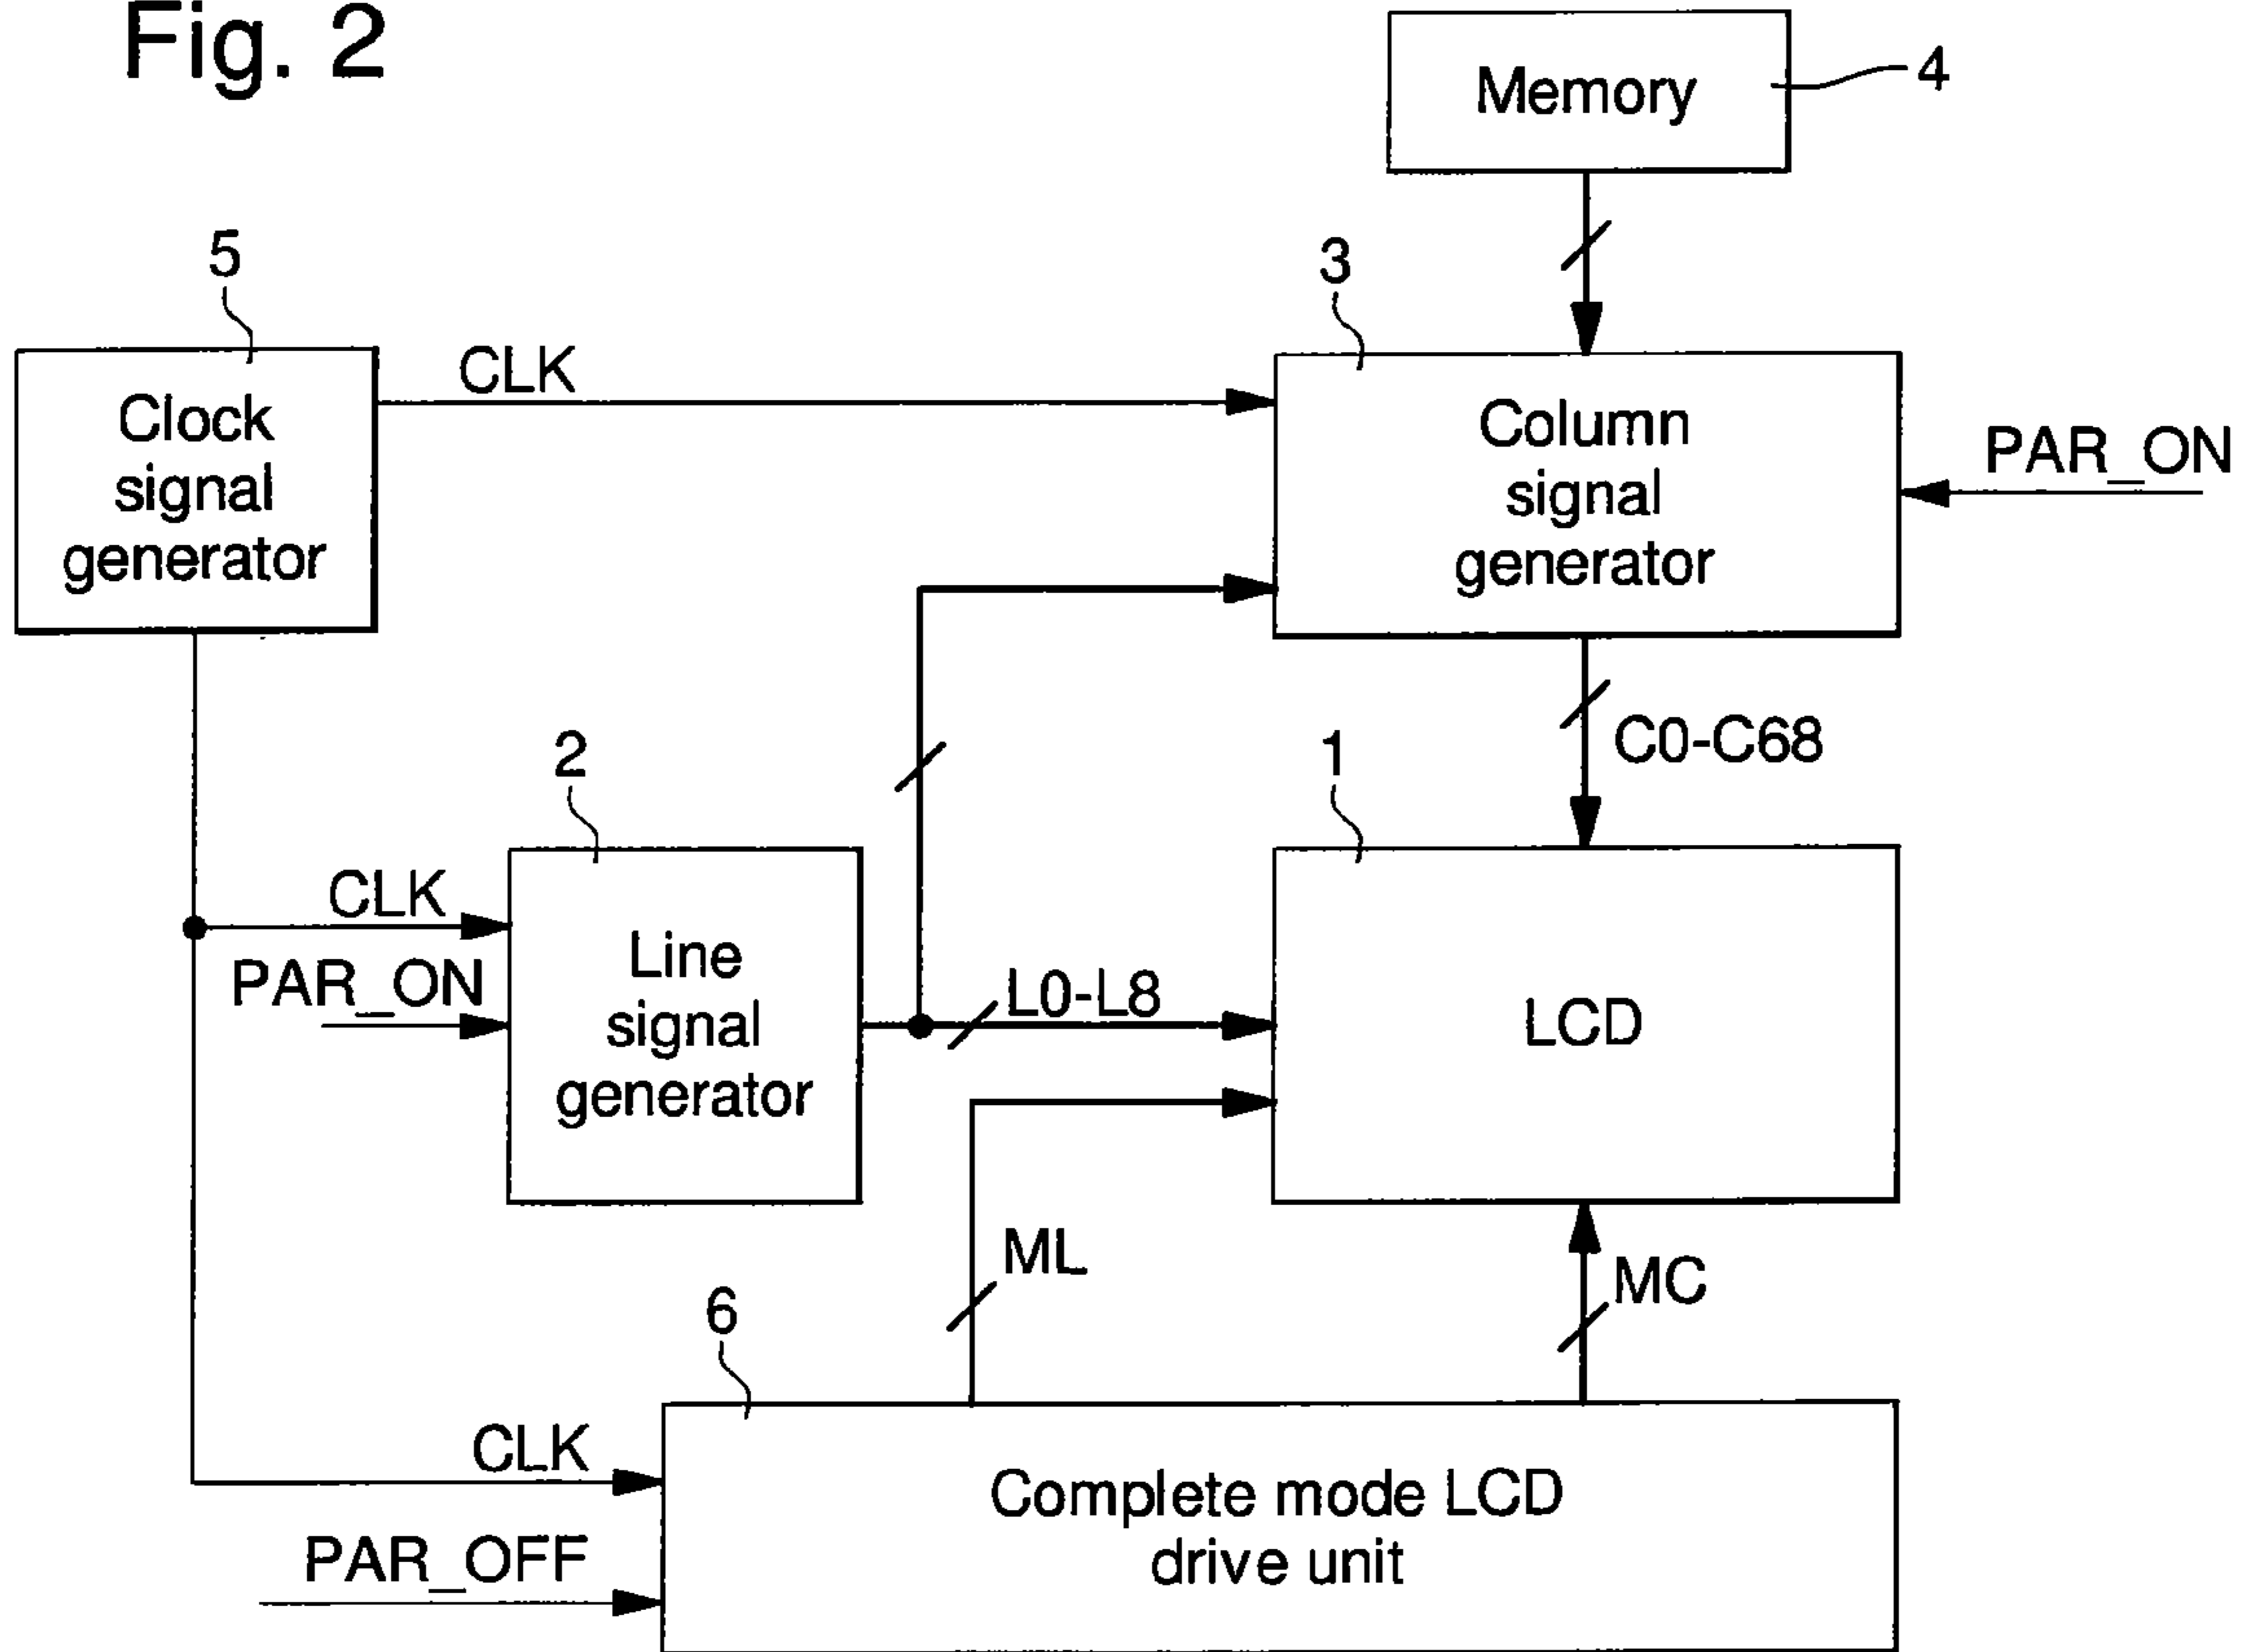 Fig. 2
Memory
4
5
3
CLK
Clock
signal
generator
Column
signal
generator
PAR_ON
C0-C68
2
1
CLK
PAR_ON
Line
signal
generator
L0-L8
LCD
ML
MC
6
CLK
PAR_OFF
Complete mode LCD
drive unit